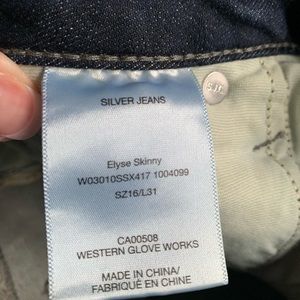 SILVER JEANS
Elyse Skinny
W03010SSX417 1004099
SZ16/L31
CA00508
WESTERN GLOVE WORKS
MADE IN CHINA/
FABRIQUÉ EN CHINE